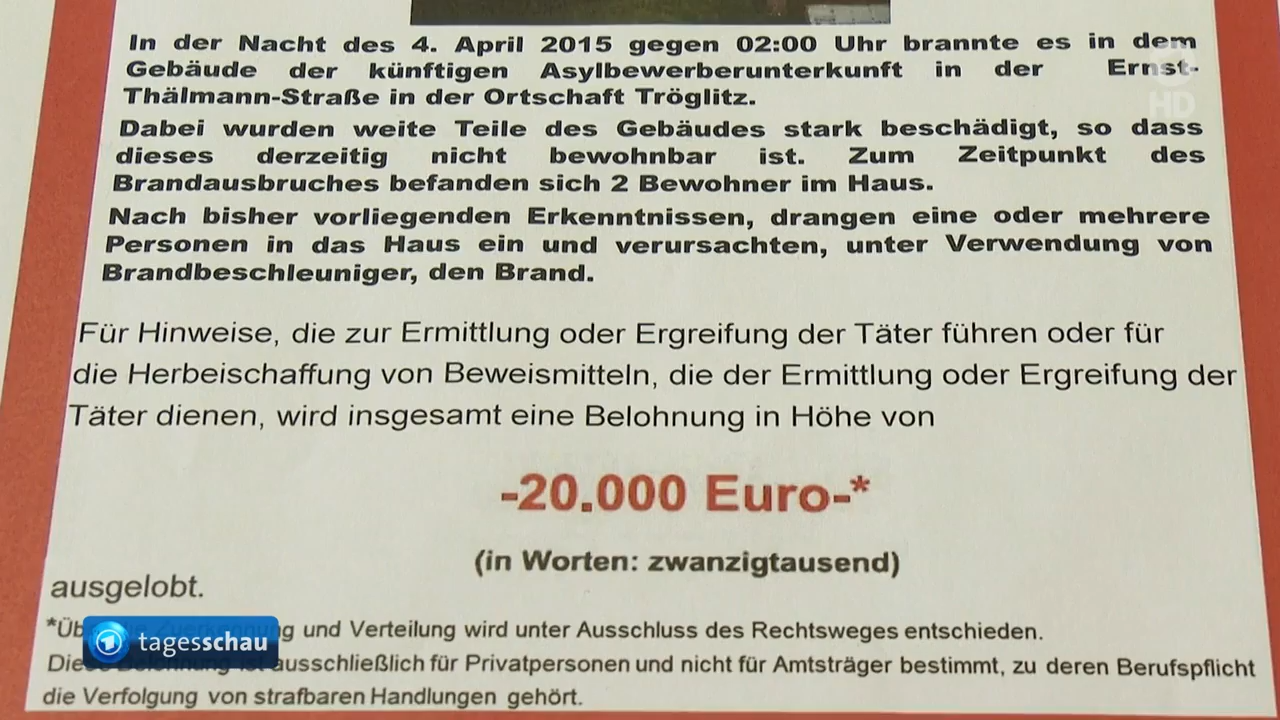 In der Nacht des 4. April 2015 gegen 02:00 Uhr brannte es in dem
Gebäude der künftigen Asylbewerberunterkunft in der Ernst-
Thälmann-Straße in der Ortschaft Tröglitz.
Dabei wurden weite Teile des Gebäudes stark beschädigt, so dass
dieses derzeitig nicht bewohnbar ist. Zum Zeitpunkt des
Brandausbruches befanden sich 2 Bewohner im Haus.
Nach bisher vorliegenden Erkenntnissen, drangen eine oder mehrere
Personen in das Haus ein und verursachten, unter Verwendung von
Brandbeschleuniger, den Brand.
Für Hinweise, die zur Ermittlung oder Ergreifung der Täter führen oder für
die Herbeischaffung von Beweismitteln, die der Ermittlung oder Ergreifung der
Täter dienen, wird insgesamt eine Belohnung in Höhe von
-20.000 Euro-*
(in Worten: zwanzigtausend)
ausgelobt.
und Verteilung wird unter Ausschluss des Rechtsweges entschieden.
ausschließlich für Privatpersonen und nicht für Amtsträger bestimmt, zu deren Berufspflicht
die Verfolgung von strafbaren Handlungen gehört.
tagesschau
HD